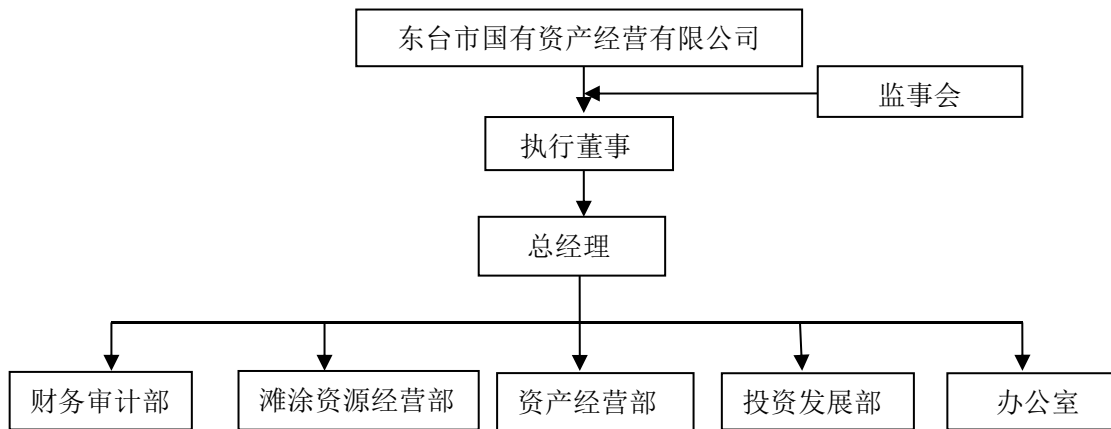 东台市国有资产经营有限公司
监事会
执行董事
总经理
财务审计部
滩涂资源经营部
资产经营部
投资发展部
办公室